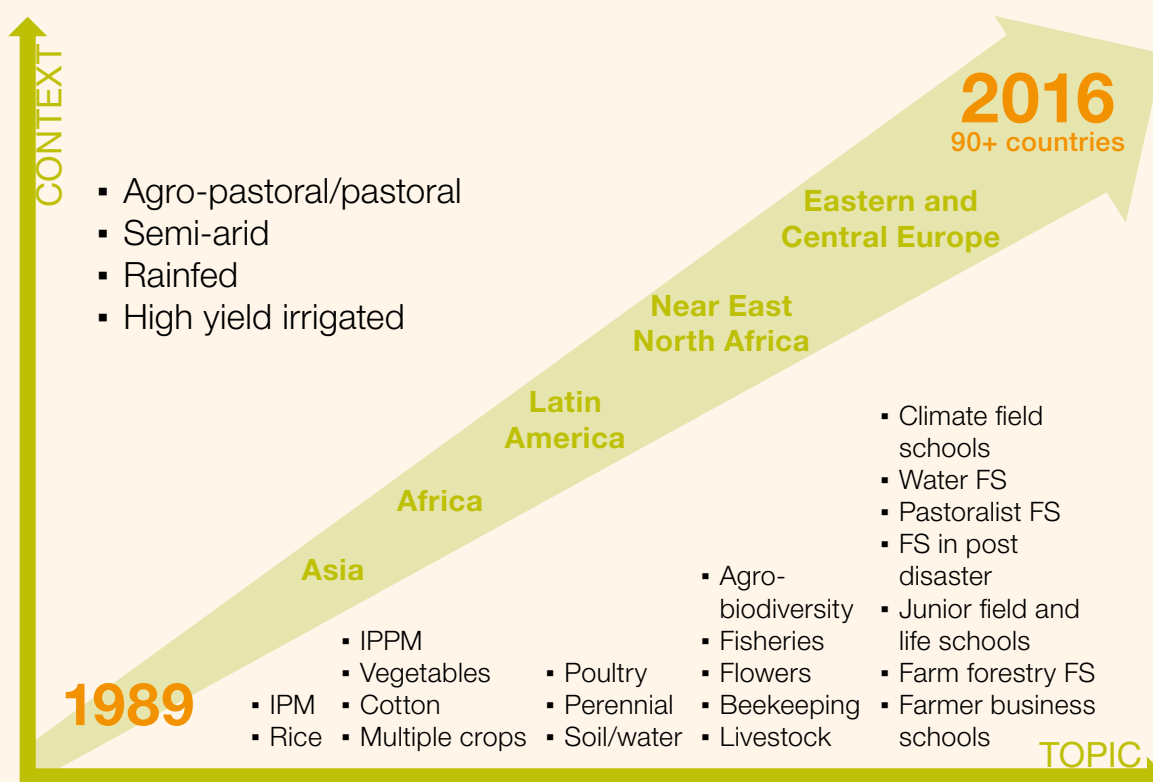 CONTEXT
2016
90+ countries
▪ Agro-pastoral/pastoral
▪ Semi-arid
▪ Rainfed
▪ High yield irrigated
Eastern and
Central Europe
Near East
North Africa
Latin
America
Africa
Asia
1989
▪ IPM
▪ Rice
▪ IPPM
▪ Vegetables
▪ Cotton
▪ Multiple crops
▪ Poultry
▪ Perennial
▪ Soil/water
▪ Agro-
biodiversity
▪ Fisheries
▪ Flowers
▪ Beekeeping
▪ Livestock
▪ Climate field
schools
▪ Water FS
▪ Pastoralist FS
▪ FS in post
disaster
▪ Junior field and
life schools
▪ Farm forestry FS
▪ Farmer business
schools
TOPIC